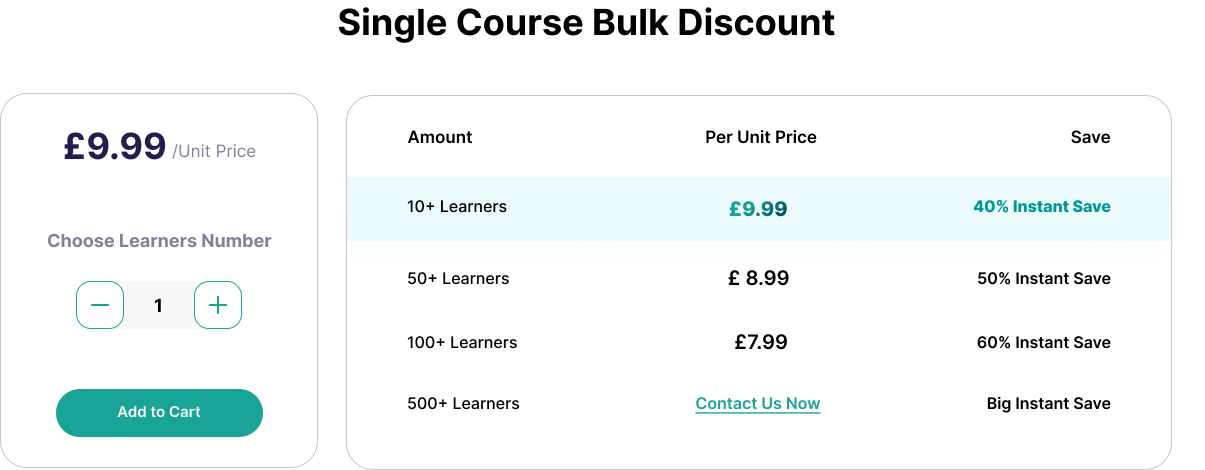 Single Course Bulk Discount
£9.99 /Unit Price
Choose Learners Number
1
Add to Cart
Amount Per Unit Price Save
10+ Learners £9.99 40% Instant Save
50+ Learners £ 8.99 50% Instant Save
100+ Learners £7.99 60% Instant Save
500+ Learners Contact Us Now Big Instant Save